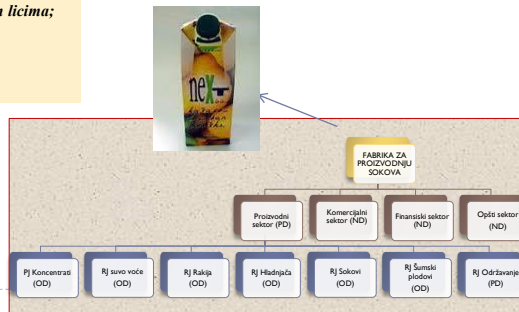 licima;
neX
FABRIKA ZA
PROIZVODNJU
SOKOVA
Proizvodni
sektor (PD)
Komercijalni
sektor (ND)
Finansiski sektor
(ND)
Opšti sektor
(ND)
PJ Koncentrati
(OD)
RJ suvo voće
(OD)
RJ Rakija
(OD)
RJ Hladnjača
(OD)
RJ Sokovi
(OD)
RJ Šumski
plodovi
(OD)
RJ Održavanje
(PD)